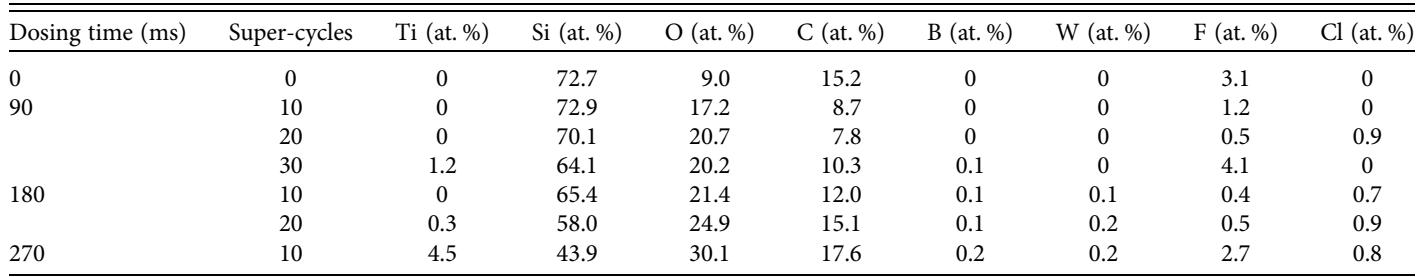 Dosing time (ms) Super-cycles Ti (at. %) Si (at. %) O (at. %) C (at. %) B (at. %) W (at. %) F (at. %) Cl (at. %)
0 0 0 72.7 9.0 15.2 0 0 3.1 0
90 10 0 72.9 17.2 8.7 0 0 1.2 0
20 0 70.1 20.7 7.8 0 0 0.5 0.9
30 1.2 64.1 20.2 10.3 0.1 0 4.1 0
180 10 0 65.4 21.4 12.0 0.1 0.1 0.4 0.7
20 0.3 58.0 24.9 15.1 0.1 0.2 0.5 0.9
270 10 4.5 43.9 30.1 17.6 0.2 0.2 2.7 0.8